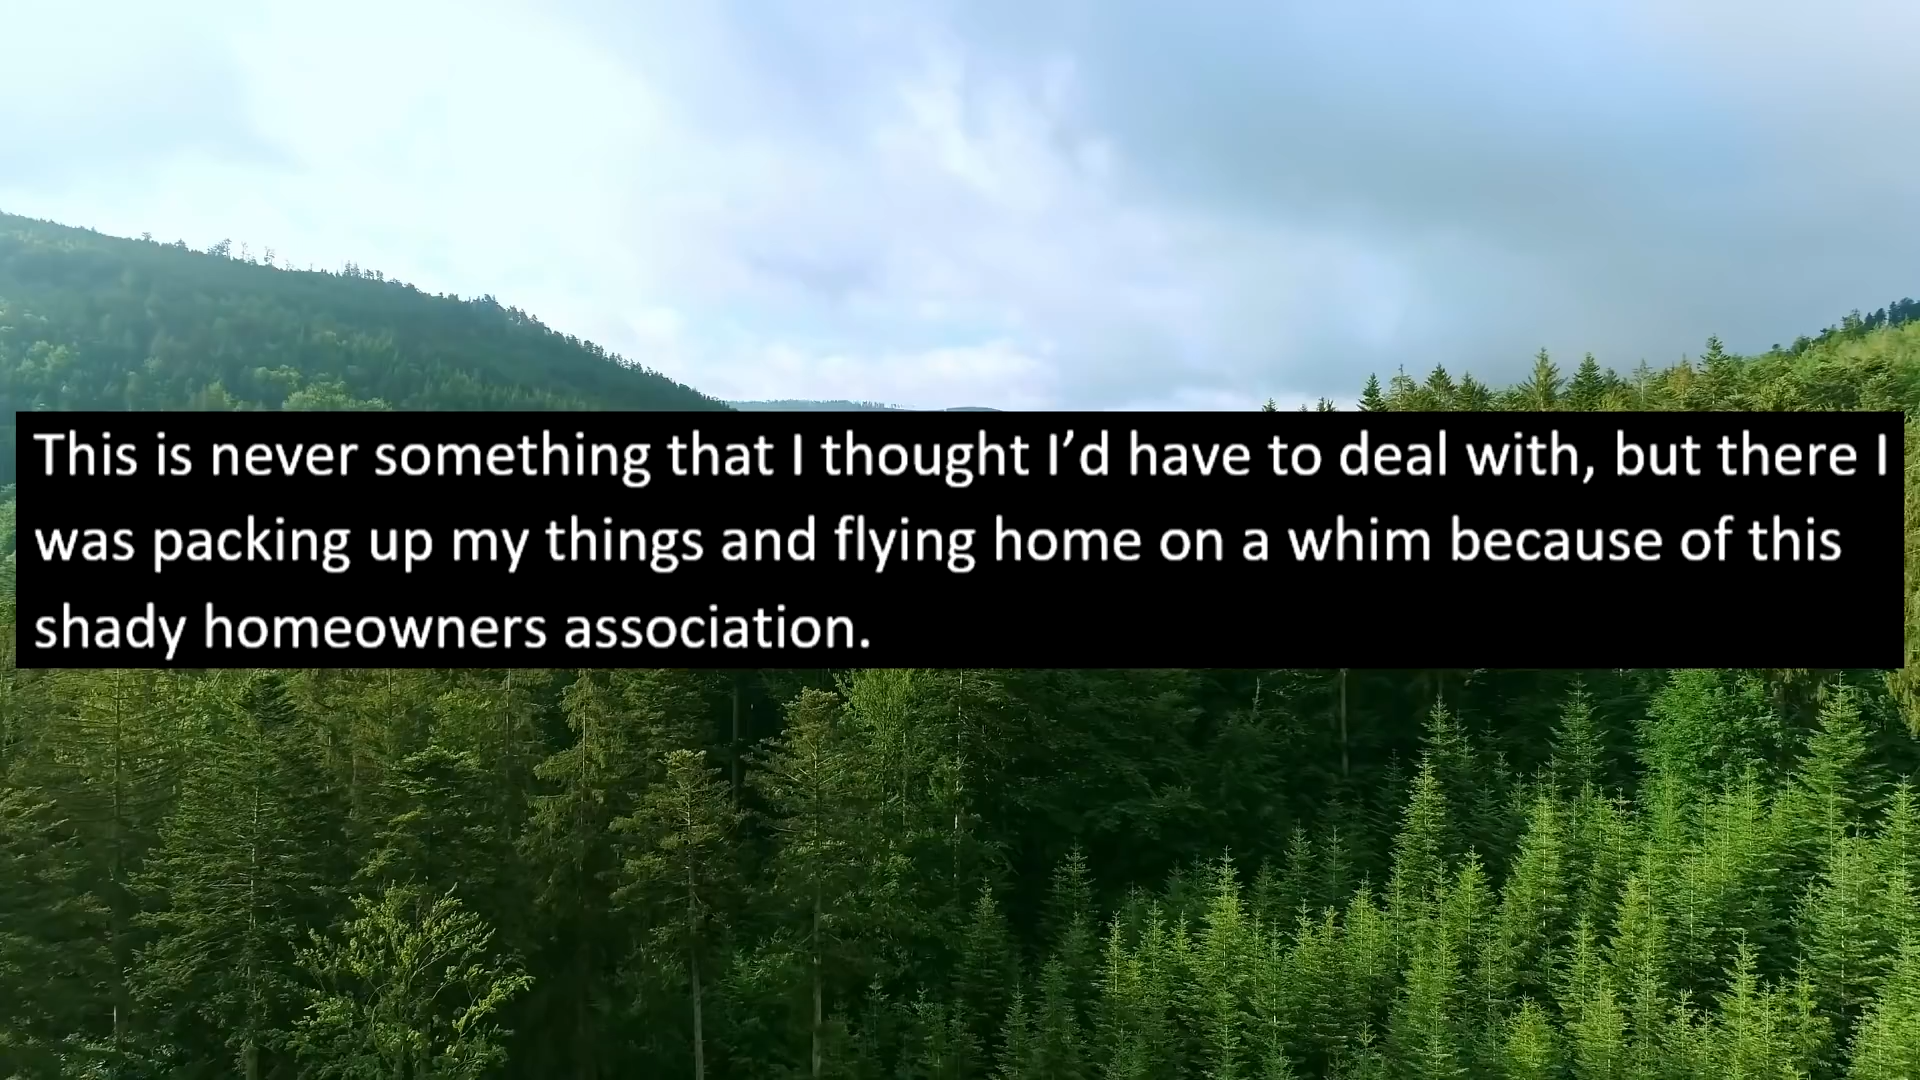 This is never something that I thought I’d have to deal with, but there I
was packing up my things and flying home on a whim because of this
shady homeowners association.